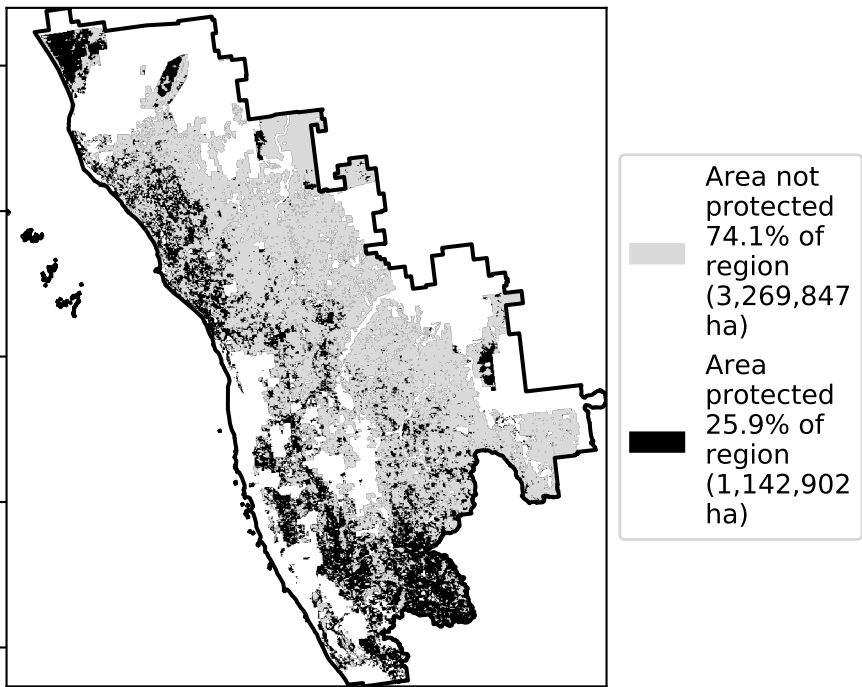 Area not
protected
74.1% of
region
(3,269,847
ha)
Area
protected
25.9% of
region
(1,142,902
ha)